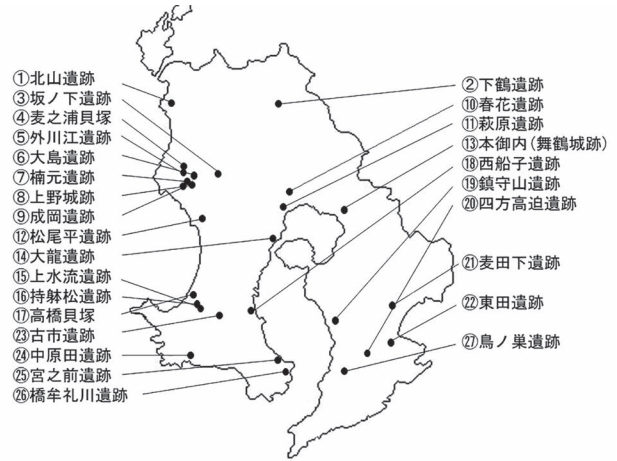 ①北山遺跡
③坂ノ下遺跡
④麦之浦貝塚
⑤外川江遺跡
⑥大島遺跡
⑦楠元遺跡
⑧上野城跡
⑨成岡遺跡
⑫松尾平遺跡
⑭大龍遺跡
⑮上水流遺跡
⑯持躰松遺跡
⑰高橋貝塚
㉓古市遺跡
㉔中原田遺跡
㉕宮之前遺跡
㉖橋牟礼川遺跡
②下鶴遺跡
⑩春花遺跡
⑪萩原遺跡
⑬本御内(舞鶴城跡)
⑱西船子遺跡
⑲鎮守山遺跡
⑳四方高迫遺跡
㉑麦田下遺跡
㉒東田遺跡
㉗鳥ノ巣遺跡